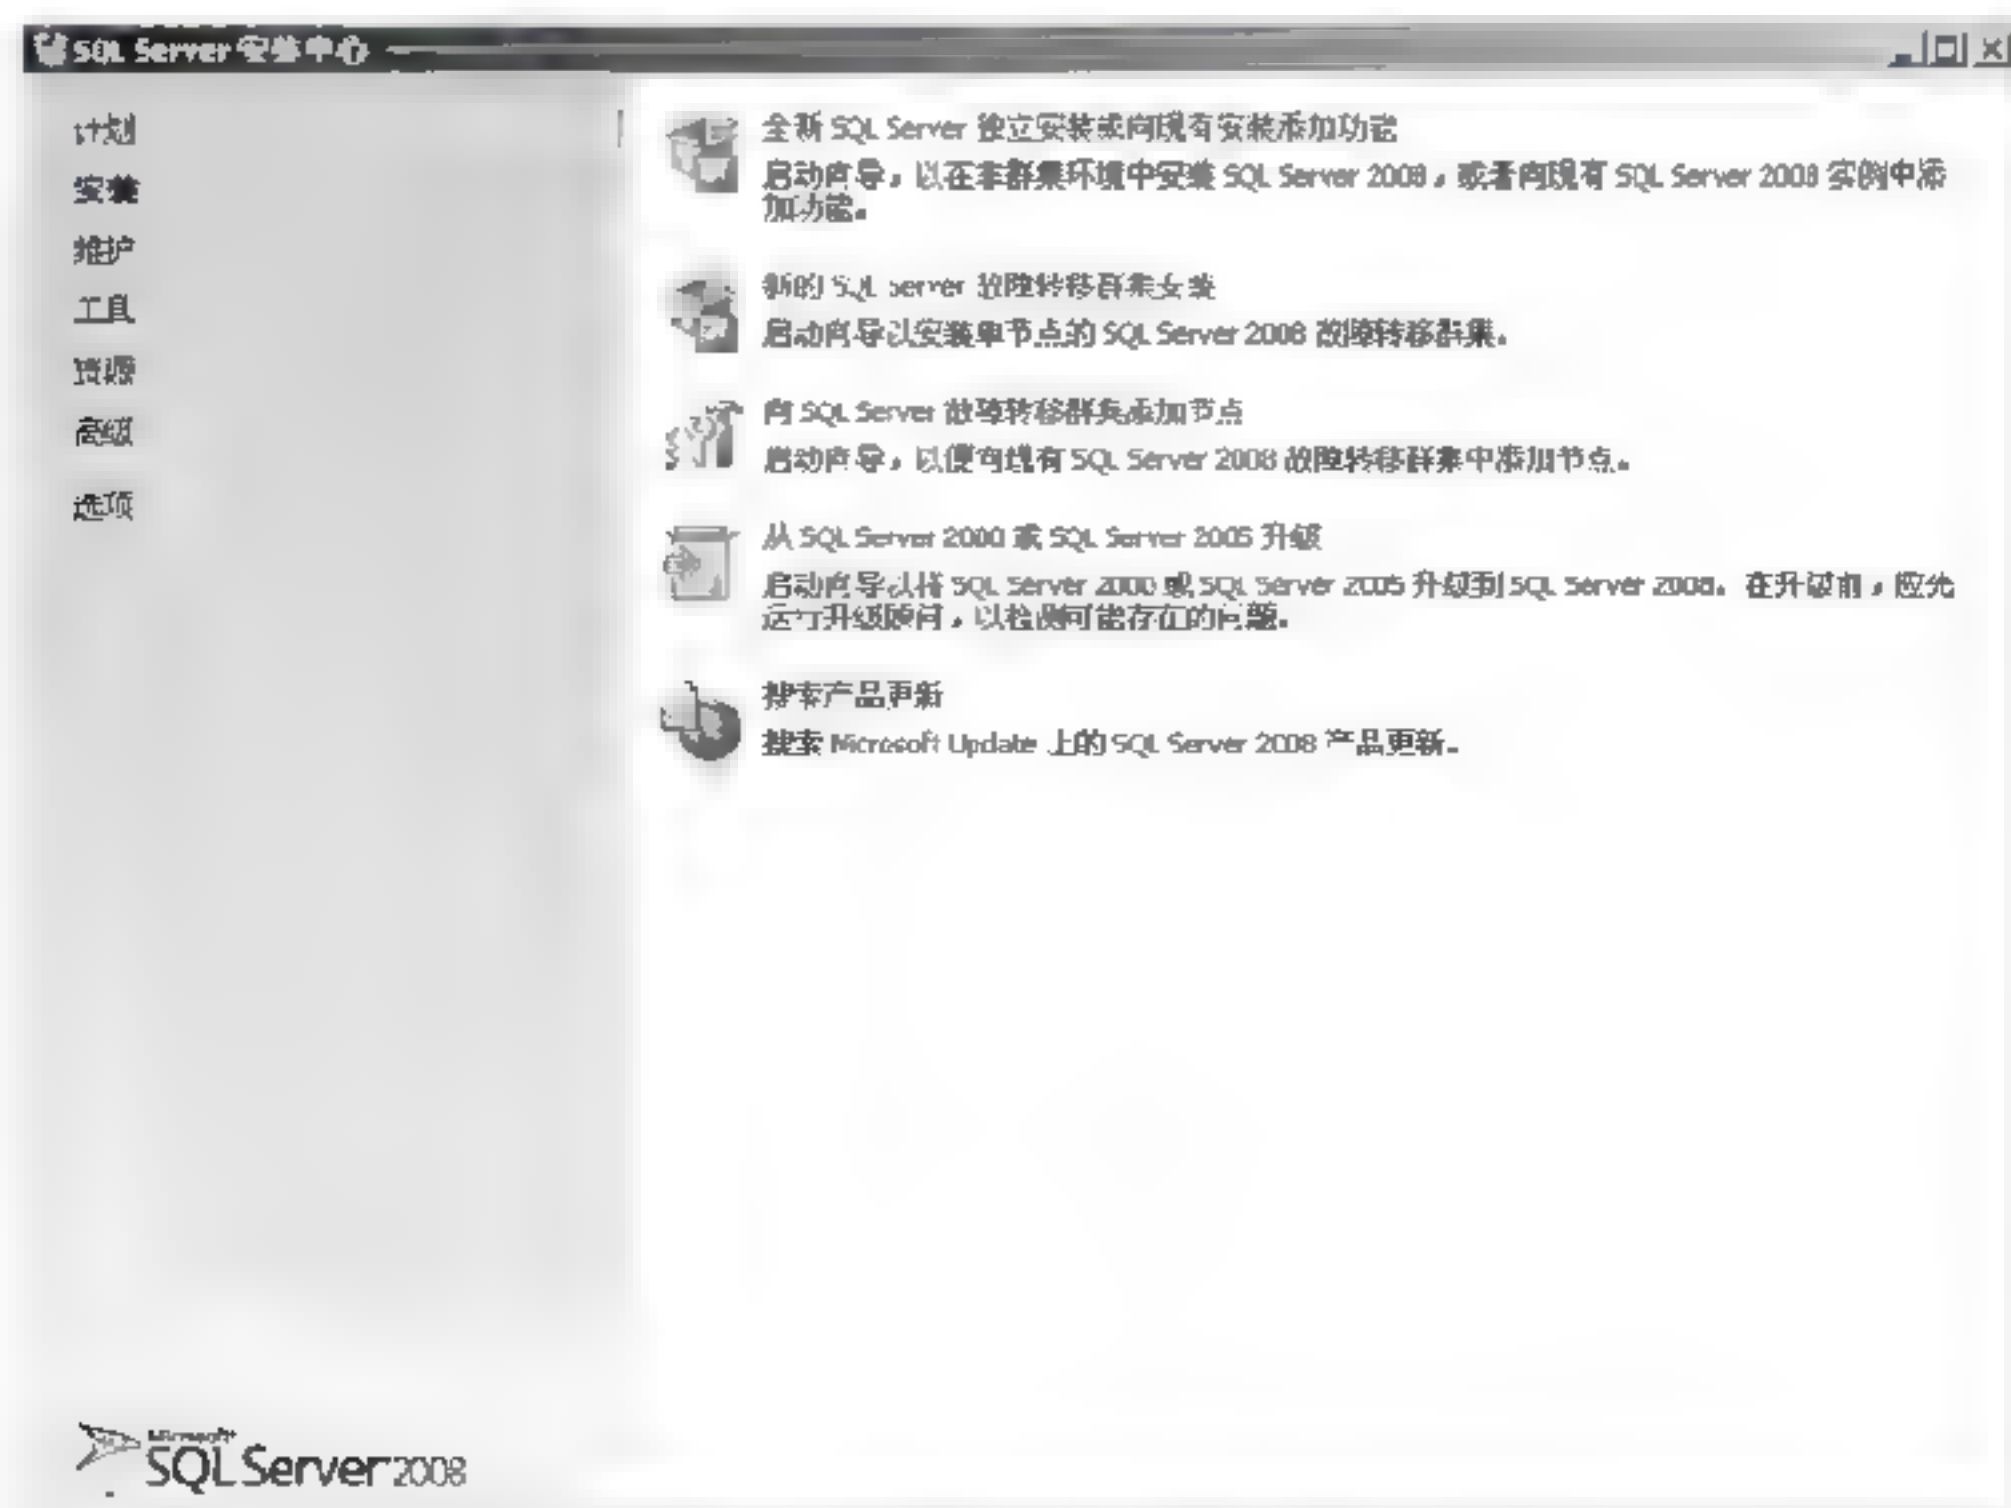 SQL Server 安装中心
计划
安装
维护
工具
资源
高级
选项
全新 SQL Server 独立安装或向现有安装添加功能
启动向导，以在非群集环境中安装 SQL Server 2008，或者向现有 SQL Server 2008 实例中添
加功能。
新的 SQL Server 故障转移群集安装
启动向导以安装单节点的 SQL Server 2008 故障转移群集。
向 SQL Server 故障转移群集添加节点
启动向导，以便向现有 SQL Server 2008 故障转移群集中添加节点。
从 SQL Server 2000 或 SQL Server 2005 升级
启动向导以将 SQL Server 2000 或 SQL Server 2005 升级到 SQL Server 2008。在升级前，应先
运行升级顾问，以检测可能存在的问题。
搜索产品更新
搜索 Microsoft Update 上的 SQL Server 2008 产品更新。
Microsoft
SQL Server 2008